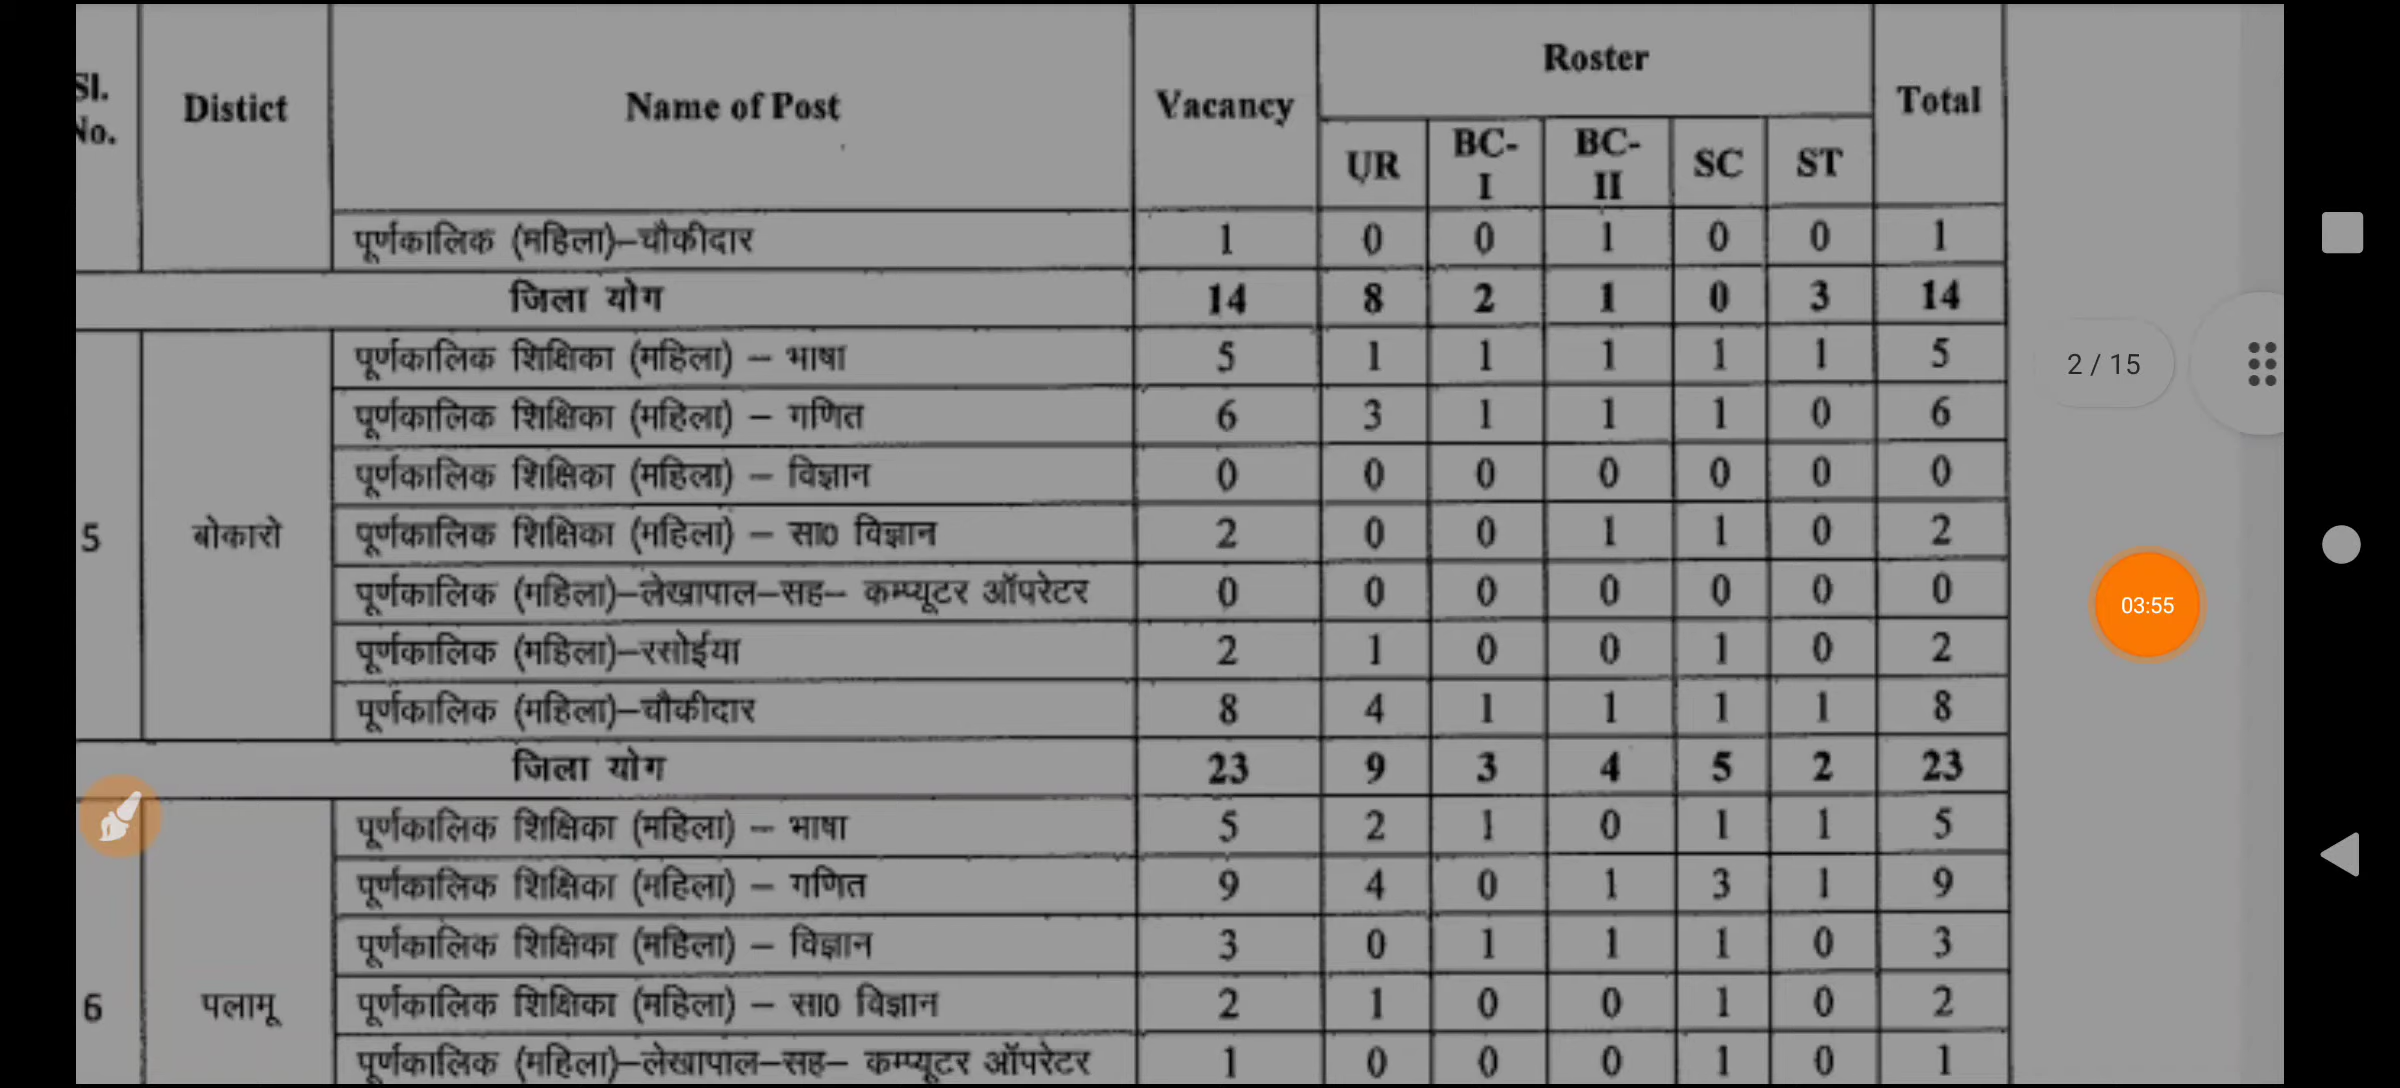 Sl. No. Distict Name of Post Vacancy Roster Total
UR BC-I BC-II SC ST
पूर्णकालिक (महिला)–चौकीदार 1 0 0 1 0 0 1
जिला योग 14 8 2 1 0 3 14
पूर्णकालिक शिक्षिका (महिला) – भाषा 5 1 1 1 1 1 5
पूर्णकालिक शिक्षिका (महिला) – गणित 6 3 1 1 1 0 6
पूर्णकालिक शिक्षिका (महिला) – विज्ञान 0 0 0 0 0 0 0
5 बोकारो पूर्णकालिक शिक्षिका (महिला) – सा0 विज्ञान 2 0 0 1 1 0 2
पूर्णकालिक (महिला)–लेखापाल–सह– कम्प्यूटर ऑपरेटर 0 0 0 0 0 0 0
पूर्णकालिक (महिला)–रसोईया 2 1 0 0 1 0 2
पूर्णकालिक (महिला)–चौकीदार 8 4 1 1 1 1 8
जिला योग 23 9 3 4 5 2 23
पूर्णकालिक शिक्षिका (महिला) – भाषा 5 2 1 0 1 1 5
पूर्णकालिक शिक्षिका (महिला) – गणित 9 4 0 1 3 1 9
पूर्णकालिक शिक्षिका (महिला) – विज्ञान 3 0 1 1 1 0 3
6 पलामू पूर्णकालिक शिक्षिका (महिला) – सा0 विज्ञान 2 1 0 0 1 0 2
पूर्णकालिक (महिला)–लेखापाल–सह– कम्प्यूटर ऑपरेटर 1 0 0 0 1 0 1
2 / 15
03:55